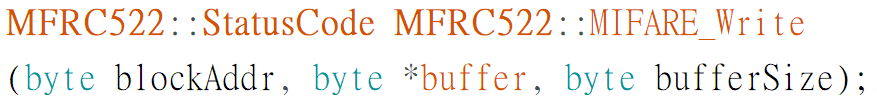 MFRC522::StatusCode MFRC522::MIFARE_Write
(byte blockAddr, byte *buffer, byte bufferSize);